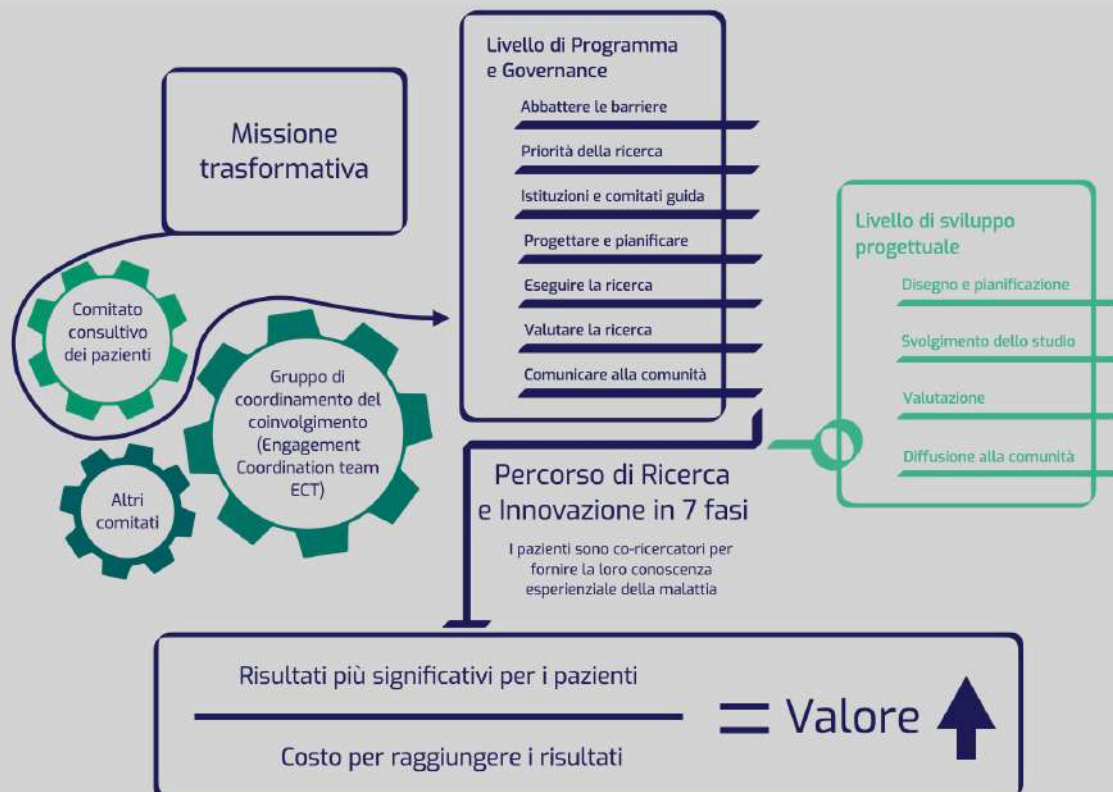 Missione
trasformativa
Comitato
consultivo
dei pazienti
Gruppo di
coordinamento del
coinvolgimento
(Engagement
Coordination team
ECT)
Altri
comitati
Livello di Programma
e Governance
Abbattere le barriere
Priorità della ricerca
Istituzioni e comitati guida
Progettare e pianificare
Eseguire la ricerca
Valutare la ricerca
Comunicare alla comunità
Livello di sviluppo
progettuale
Disegno e pianificazione
Svolgimento dello studio
Valutazione
Diffusione alla comunità
Percorso di Ricerca
e Innovazione in 7 fasi
I pazienti sono co-ricercatori per
fornire la loro conoscenza
esperienziale della malattia
Risultati più significativi per i pazienti
Costo per raggiungere i risultati
= Valore